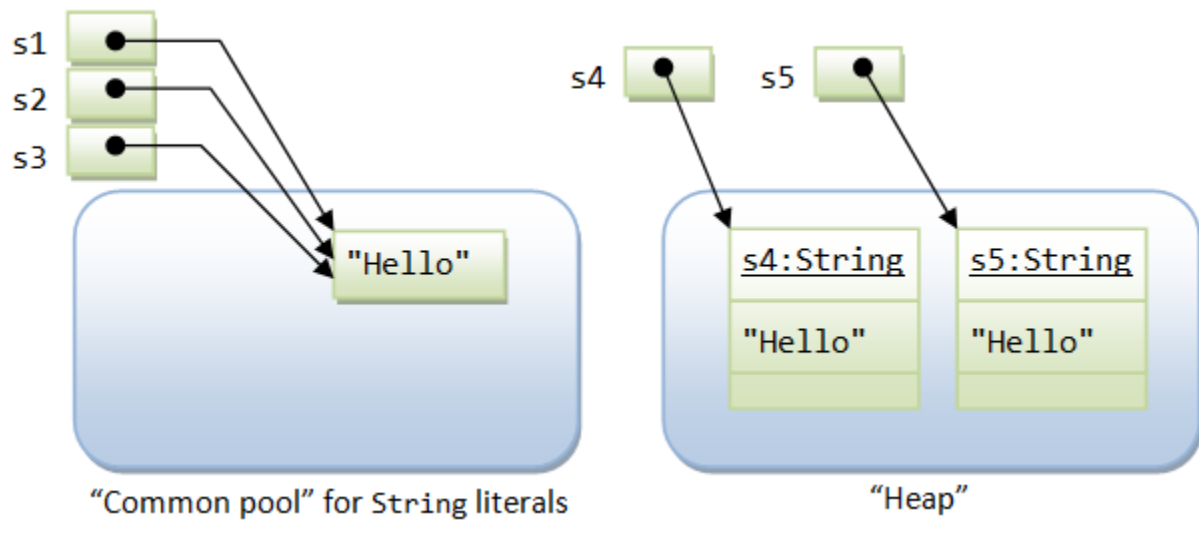 s1
s2
s3
"Hello"
“Common pool” for String literals
s4
s5
s4:String
"Hello"
s5:String
"Hello"
“Heap”